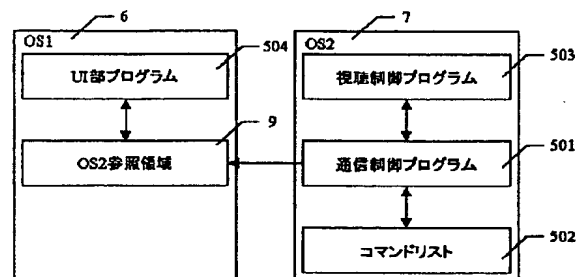 6
7
OS1
504
OS2
503
UI部プログラム
視聴制御プログラム
9
OS2参照領域
通信制御プログラム
501
コマンドリスト
502